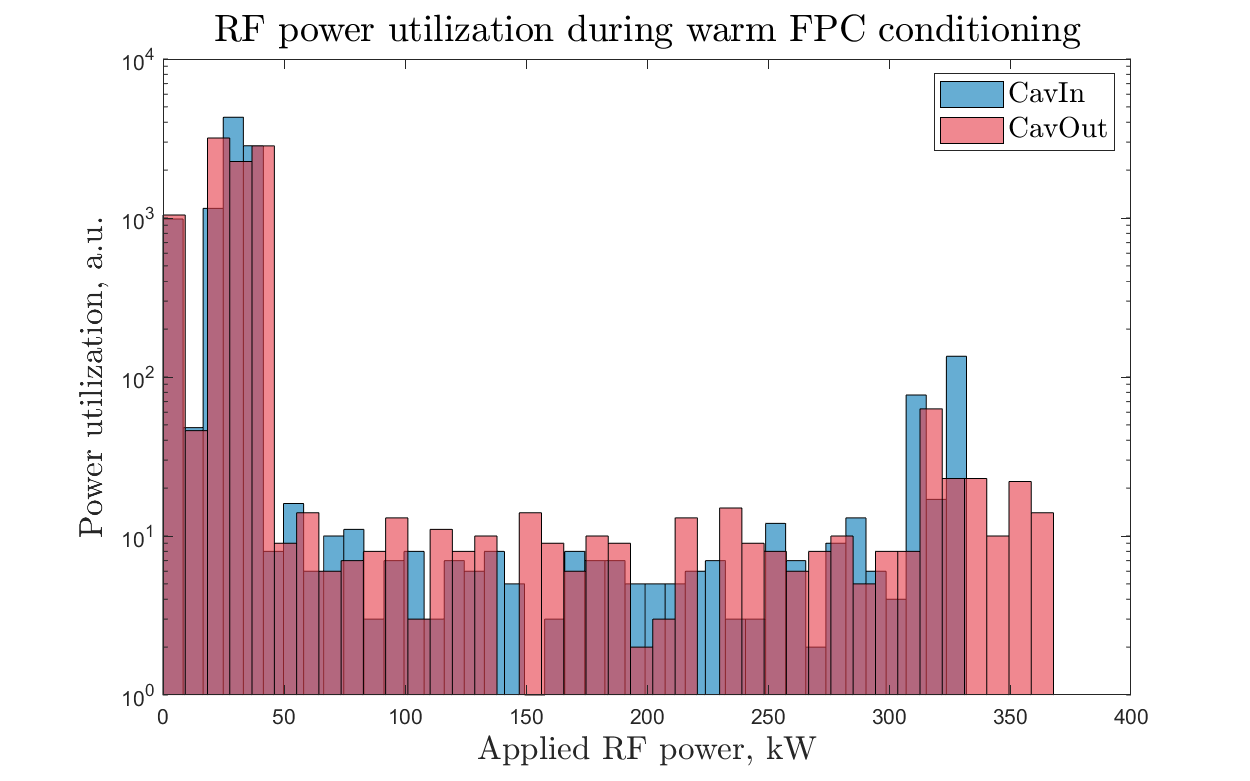 RF power utilization during warm FPC conditioning
CavIn
CavOut
Power utilization, a.u.
10^4
10^3
10^2
10^1
10^0
0 50 100 150 200 250 300 350 400
Applied RF power, kW